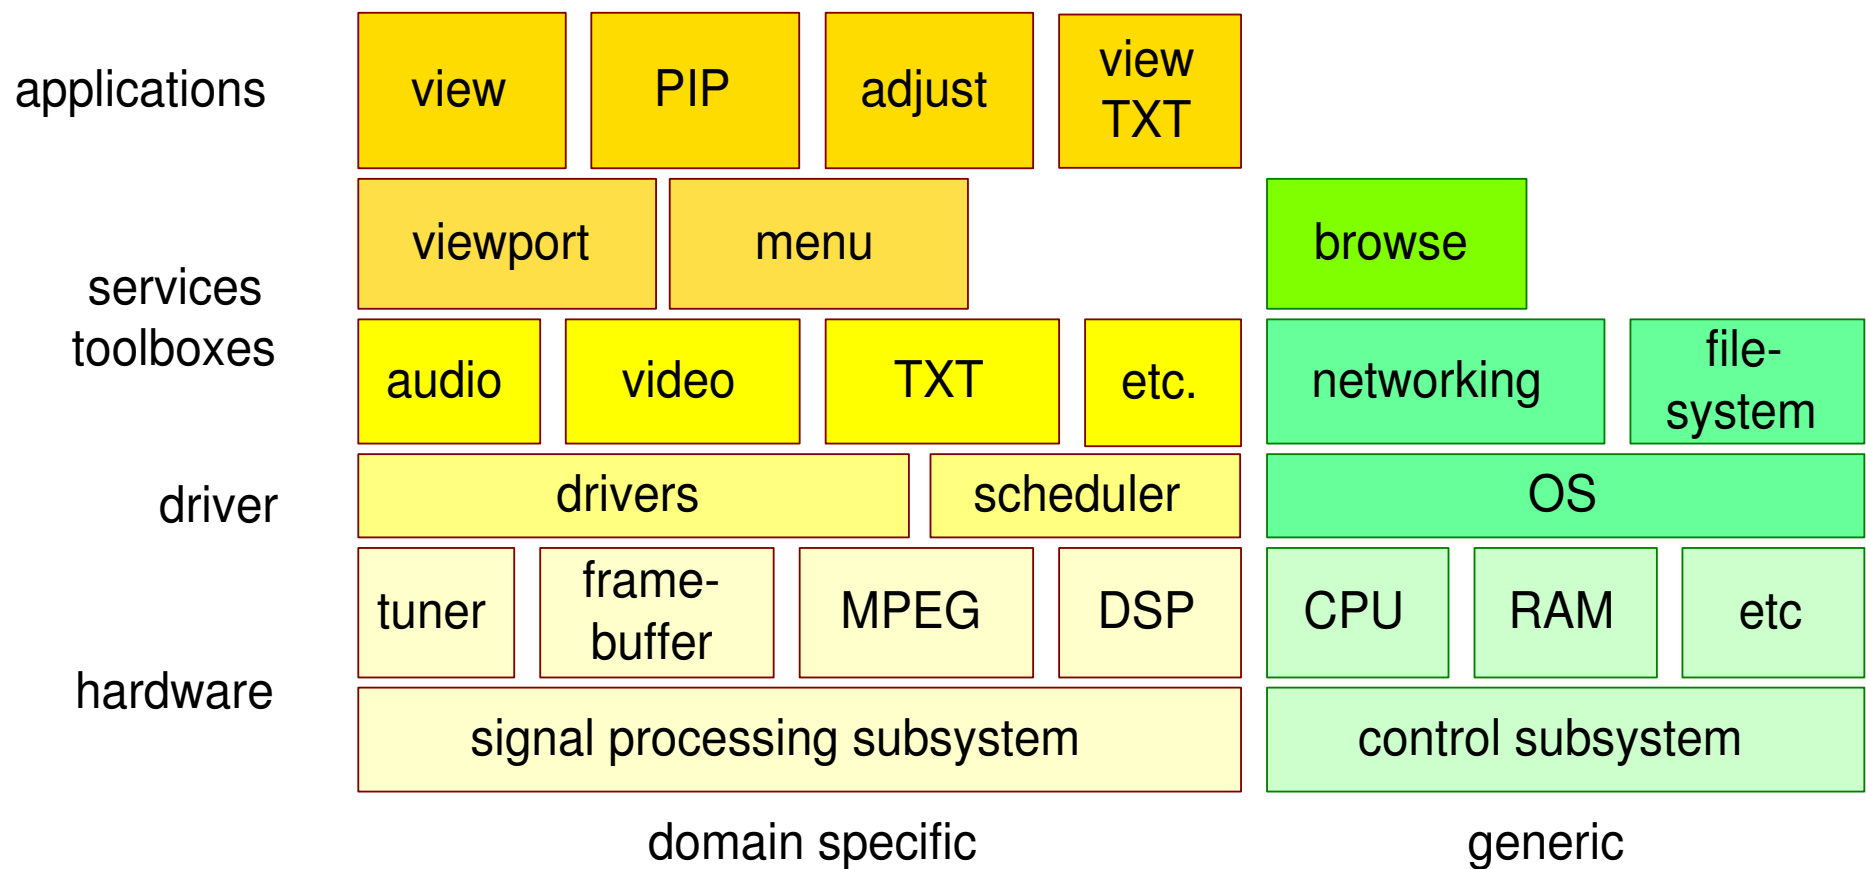 applications
view
PIP
adjust
view
TXT
services
toolboxes
viewport
menu
browse
audio
video
TXT
etc.
networking
file-
system
driver
drivers
scheduler
OS
hardware
tuner
frame-
buffer
MPEG
DSP
CPU
RAM
etc
signal processing subsystem
control subsystem
domain specific
generic